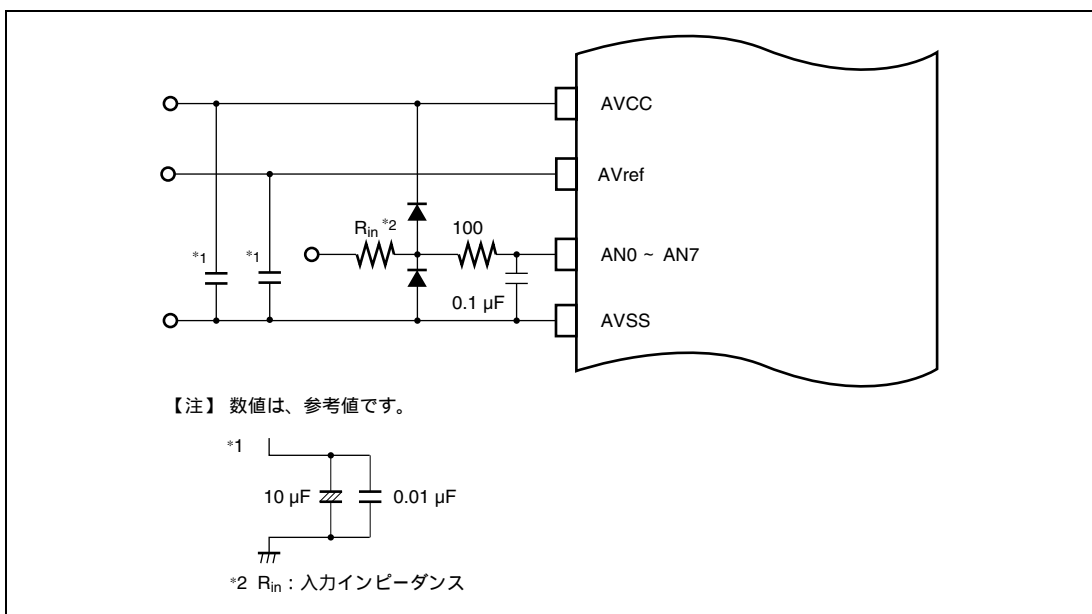 AVCC
AVref
Rin *2
100
*1
*1
AN0 ~ AN7
0.1 μF
AVSS
【注】 数値は、参考値です。
*1
10 μF
0.01 μF
*2 Rin : 入力インピーダンス